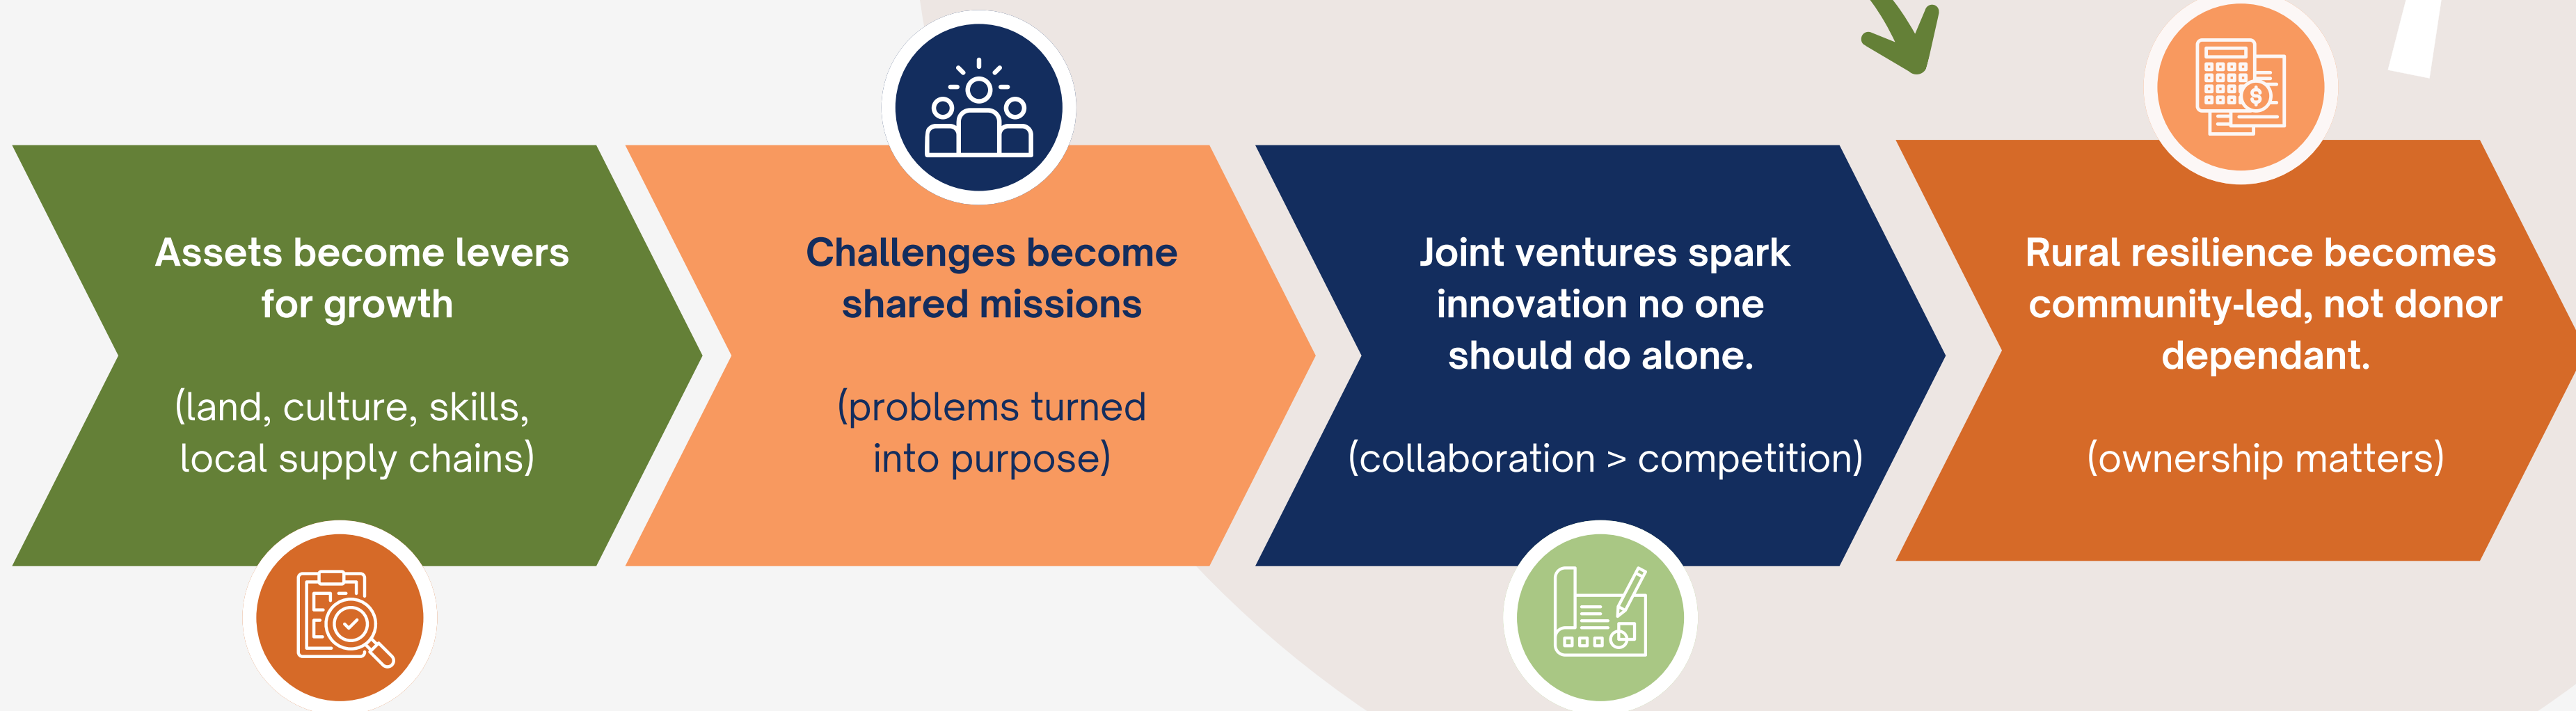 Assets become levers
for growth
(land, culture, skills,
local supply chains)
Challenges become
shared missions
(problems turned
into purpose)
Joint ventures spark
innovation no one
should do alone.
(collaboration > competition)
Rural resilience becomes
community-led, not donor
dependant.
(ownership matters)
$